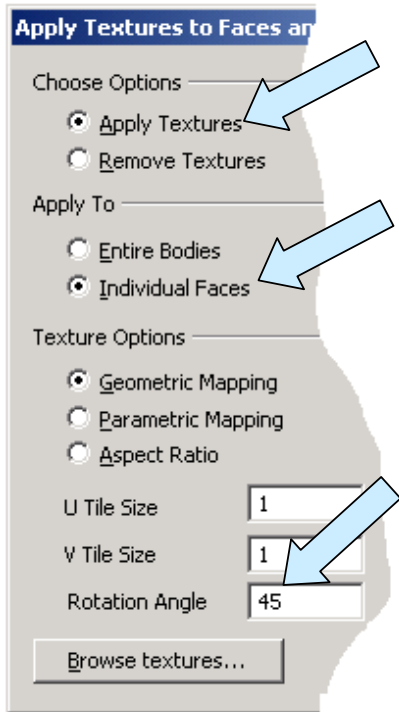 Apply Textures to Faces
Choose Options
Apply Textures
Remove Textures
Apply To
Entire Bodies
Individual Faces
Texture Options
Geometric Mapping
Parametric Mapping
Aspect Ratio
U Tile Size 1
V Tile Size 1
Rotation Angle 45
Browse textures...